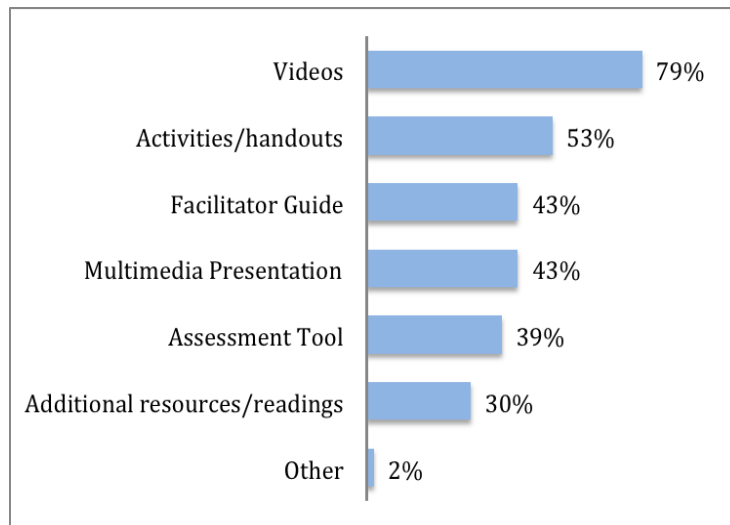 Videos 79%
Activities/handouts 53%
Facilitator Guide 43%
Multimedia Presentation 43%
Assessment Tool 39%
Additional resources/readings 30%
Other 2%